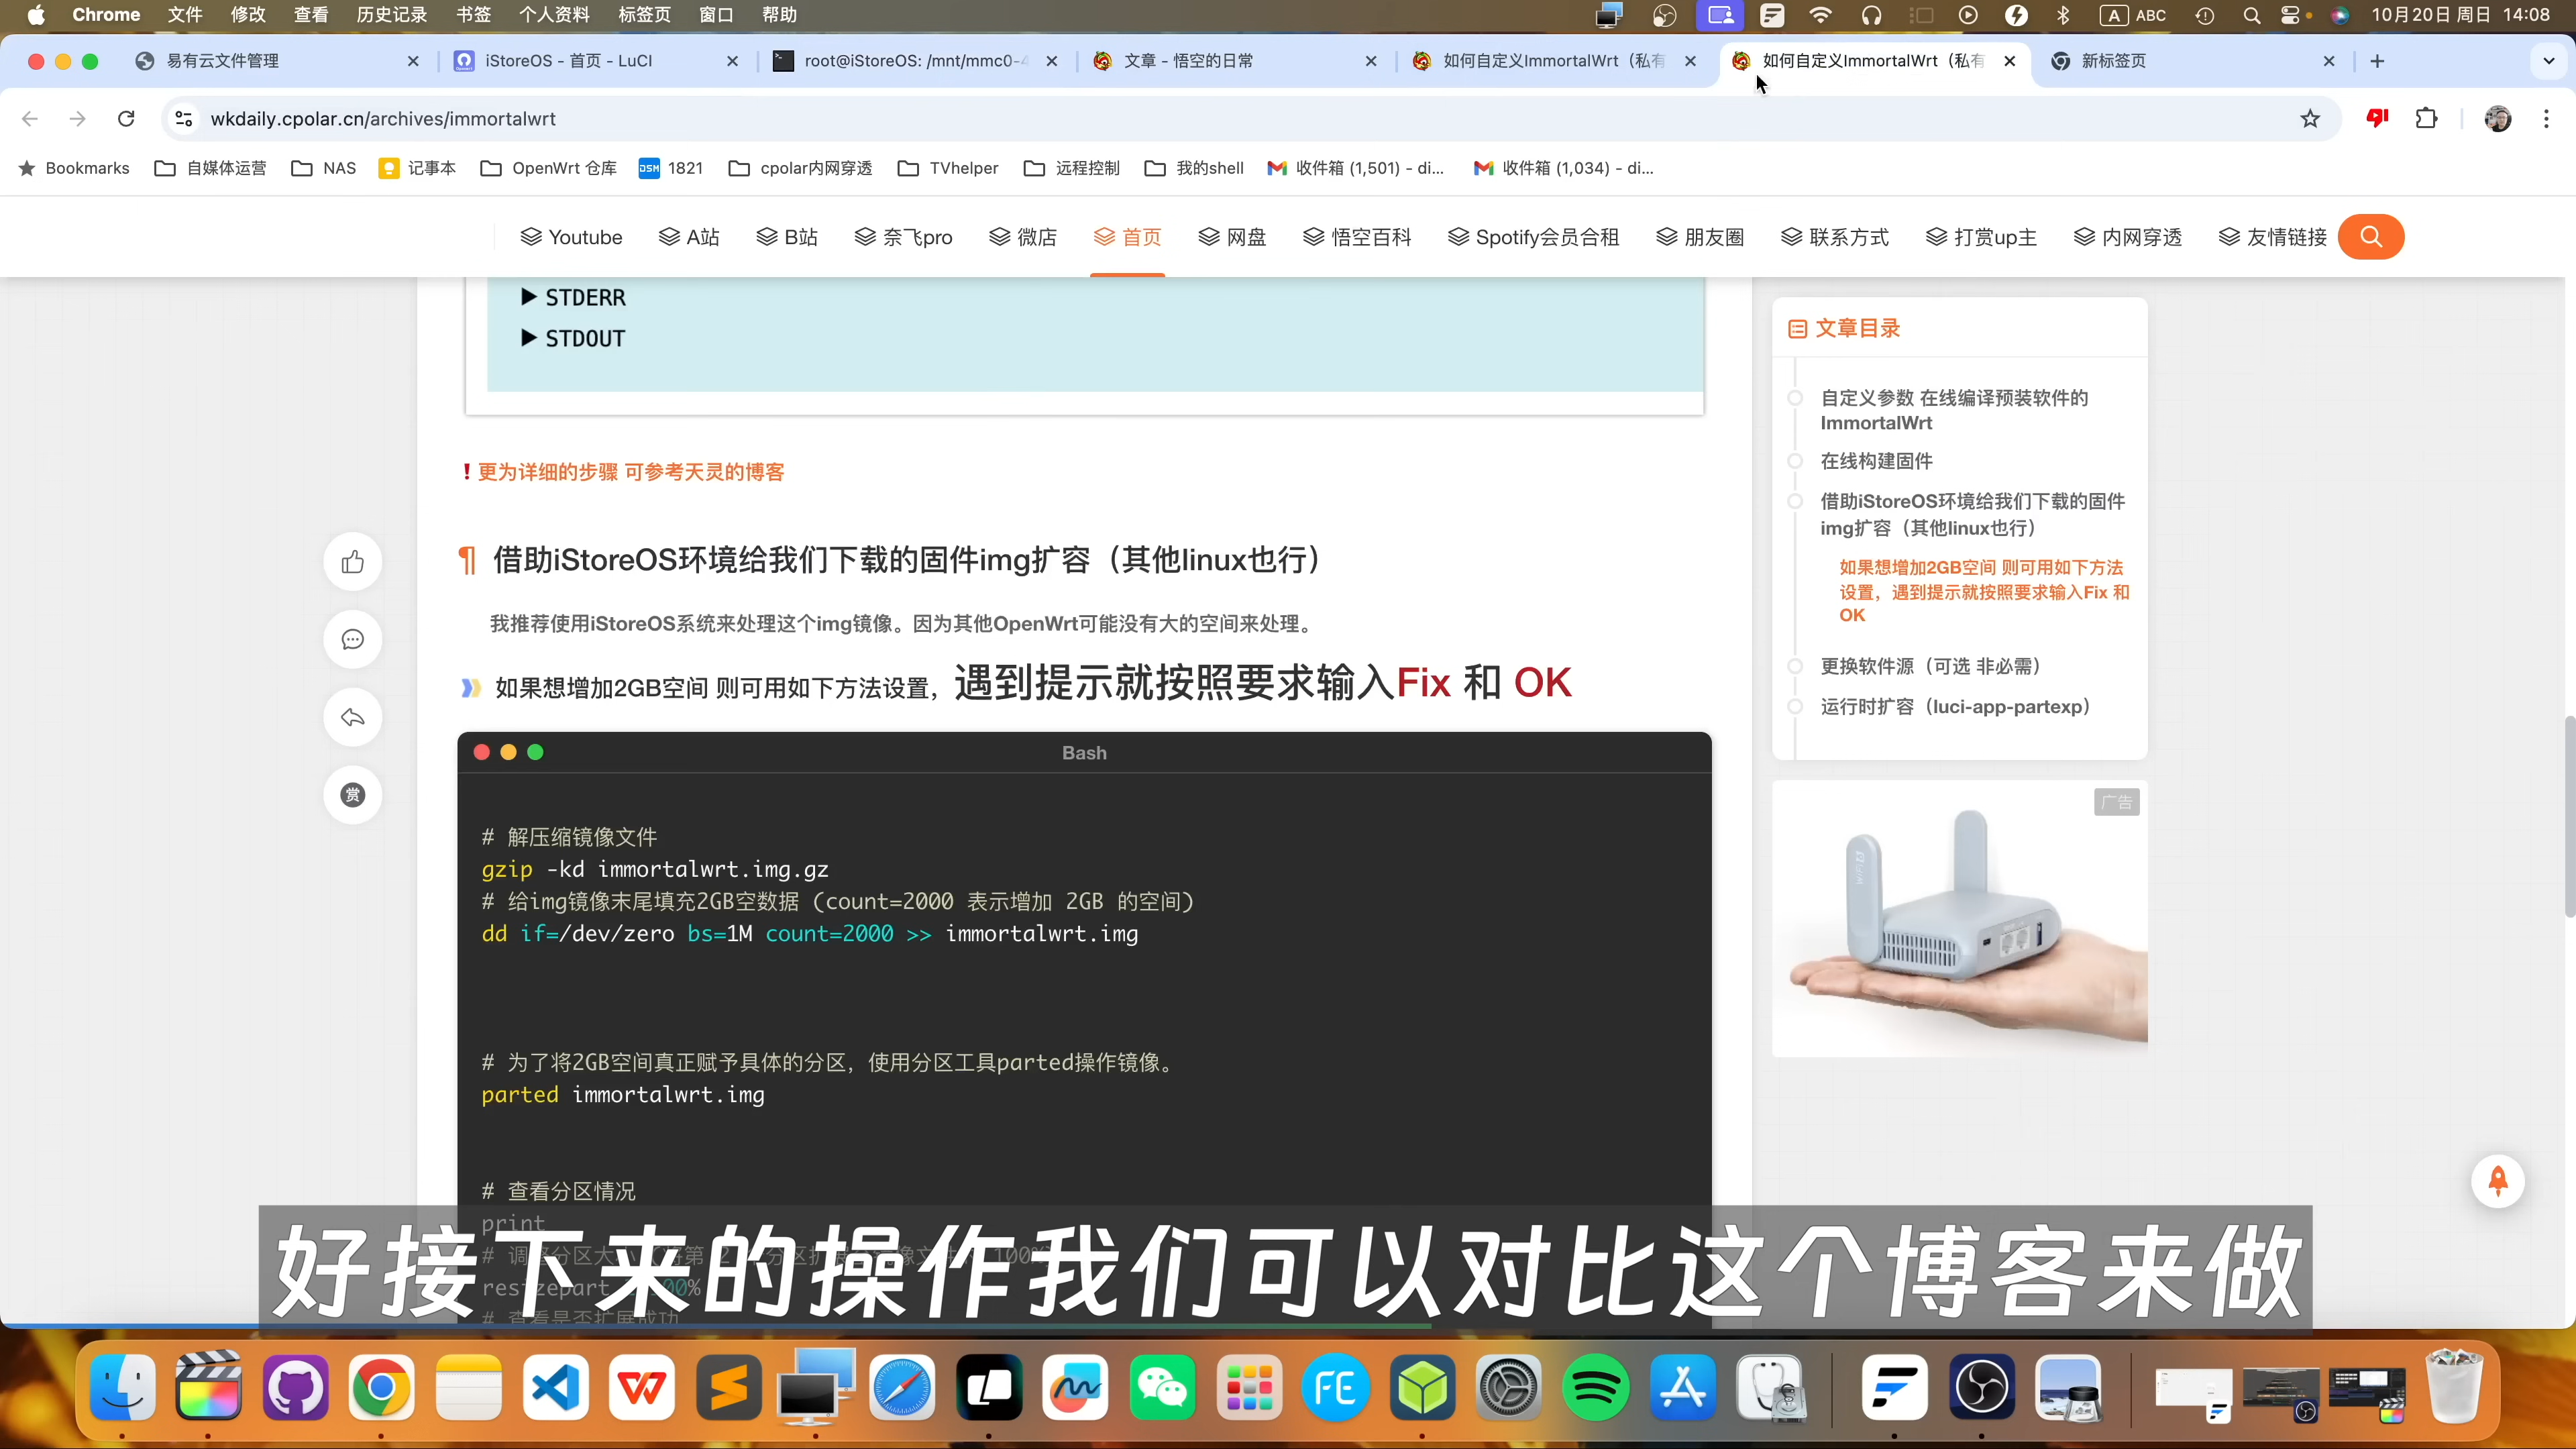 Chrome 文件 修改 查看 历史记录 书签 个人资料 标签页 窗口 帮助 A ABC 10月20日 周日 14:08
易有云文件管理 iStoreOS - 首页 - LuCI root@iStoreOS: /mnt/mmc0-4 文章 - 悟空的日常 如何自定义ImmortalWrt（私有 如何自定义ImmortalWrt（私有 新标签页
wkdaily.cpolar.cn/archives/immortalwrt
Bookmarks 自媒体运营 NAS 记事本 OpenWrt 仓库 DSM 1821 cpolar内网穿透 TVhelper 远程控制 我的shell 收件箱 (1,501) - di... 收件箱 (1,034) - di...
Youtube A站 B站 奈飞pro 微店 首页 网盘 悟空百科 Spotify会员合租 朋友圈 联系方式 打赏up主 内网穿透 友情链接
▶ STDERR
▶ STDOUT
❗更为详细的步骤 可参考天灵的博客
¶ 借助iStoreOS环境给我们下载的固件img扩容（其他linux也行）
我推荐使用iStoreOS系统来处理这个img镜像。因为其他OpenWrt可能没有大的空间来处理。
如果想增加2GB空间 则可用如下方法设置，遇到提示就按照要求输入Fix 和 OK
赏
Bash
# 解压缩镜像文件
gzip -kd immortalwrt.img.gz
# 给img镜像末尾填充2GB空数据 (count=2000 表示增加 2GB 的空间)
dd if=/dev/zero bs=1M count=2000 >> immortalwrt.img
# 为了将2GB空间真正赋予具体的分区，使用分区工具parted操作镜像。
parted immortalwrt.img
# 查看分区情况
print
resizepart
# 查看是否扩展成功
文章目录
自定义参数 在线编译预装软件的
ImmortalWrt
在线构建固件
借助iStoreOS环境给我们下载的固件
img扩容（其他linux也行）
如果想增加2GB空间 则可用如下方法
设置，遇到提示就按照要求输入Fix 和
OK
更换软件源（可选 非必需）
运行时扩容（luci-app-partexp）
广告
好接下来的操作我们可以对比这个博客来做
FE